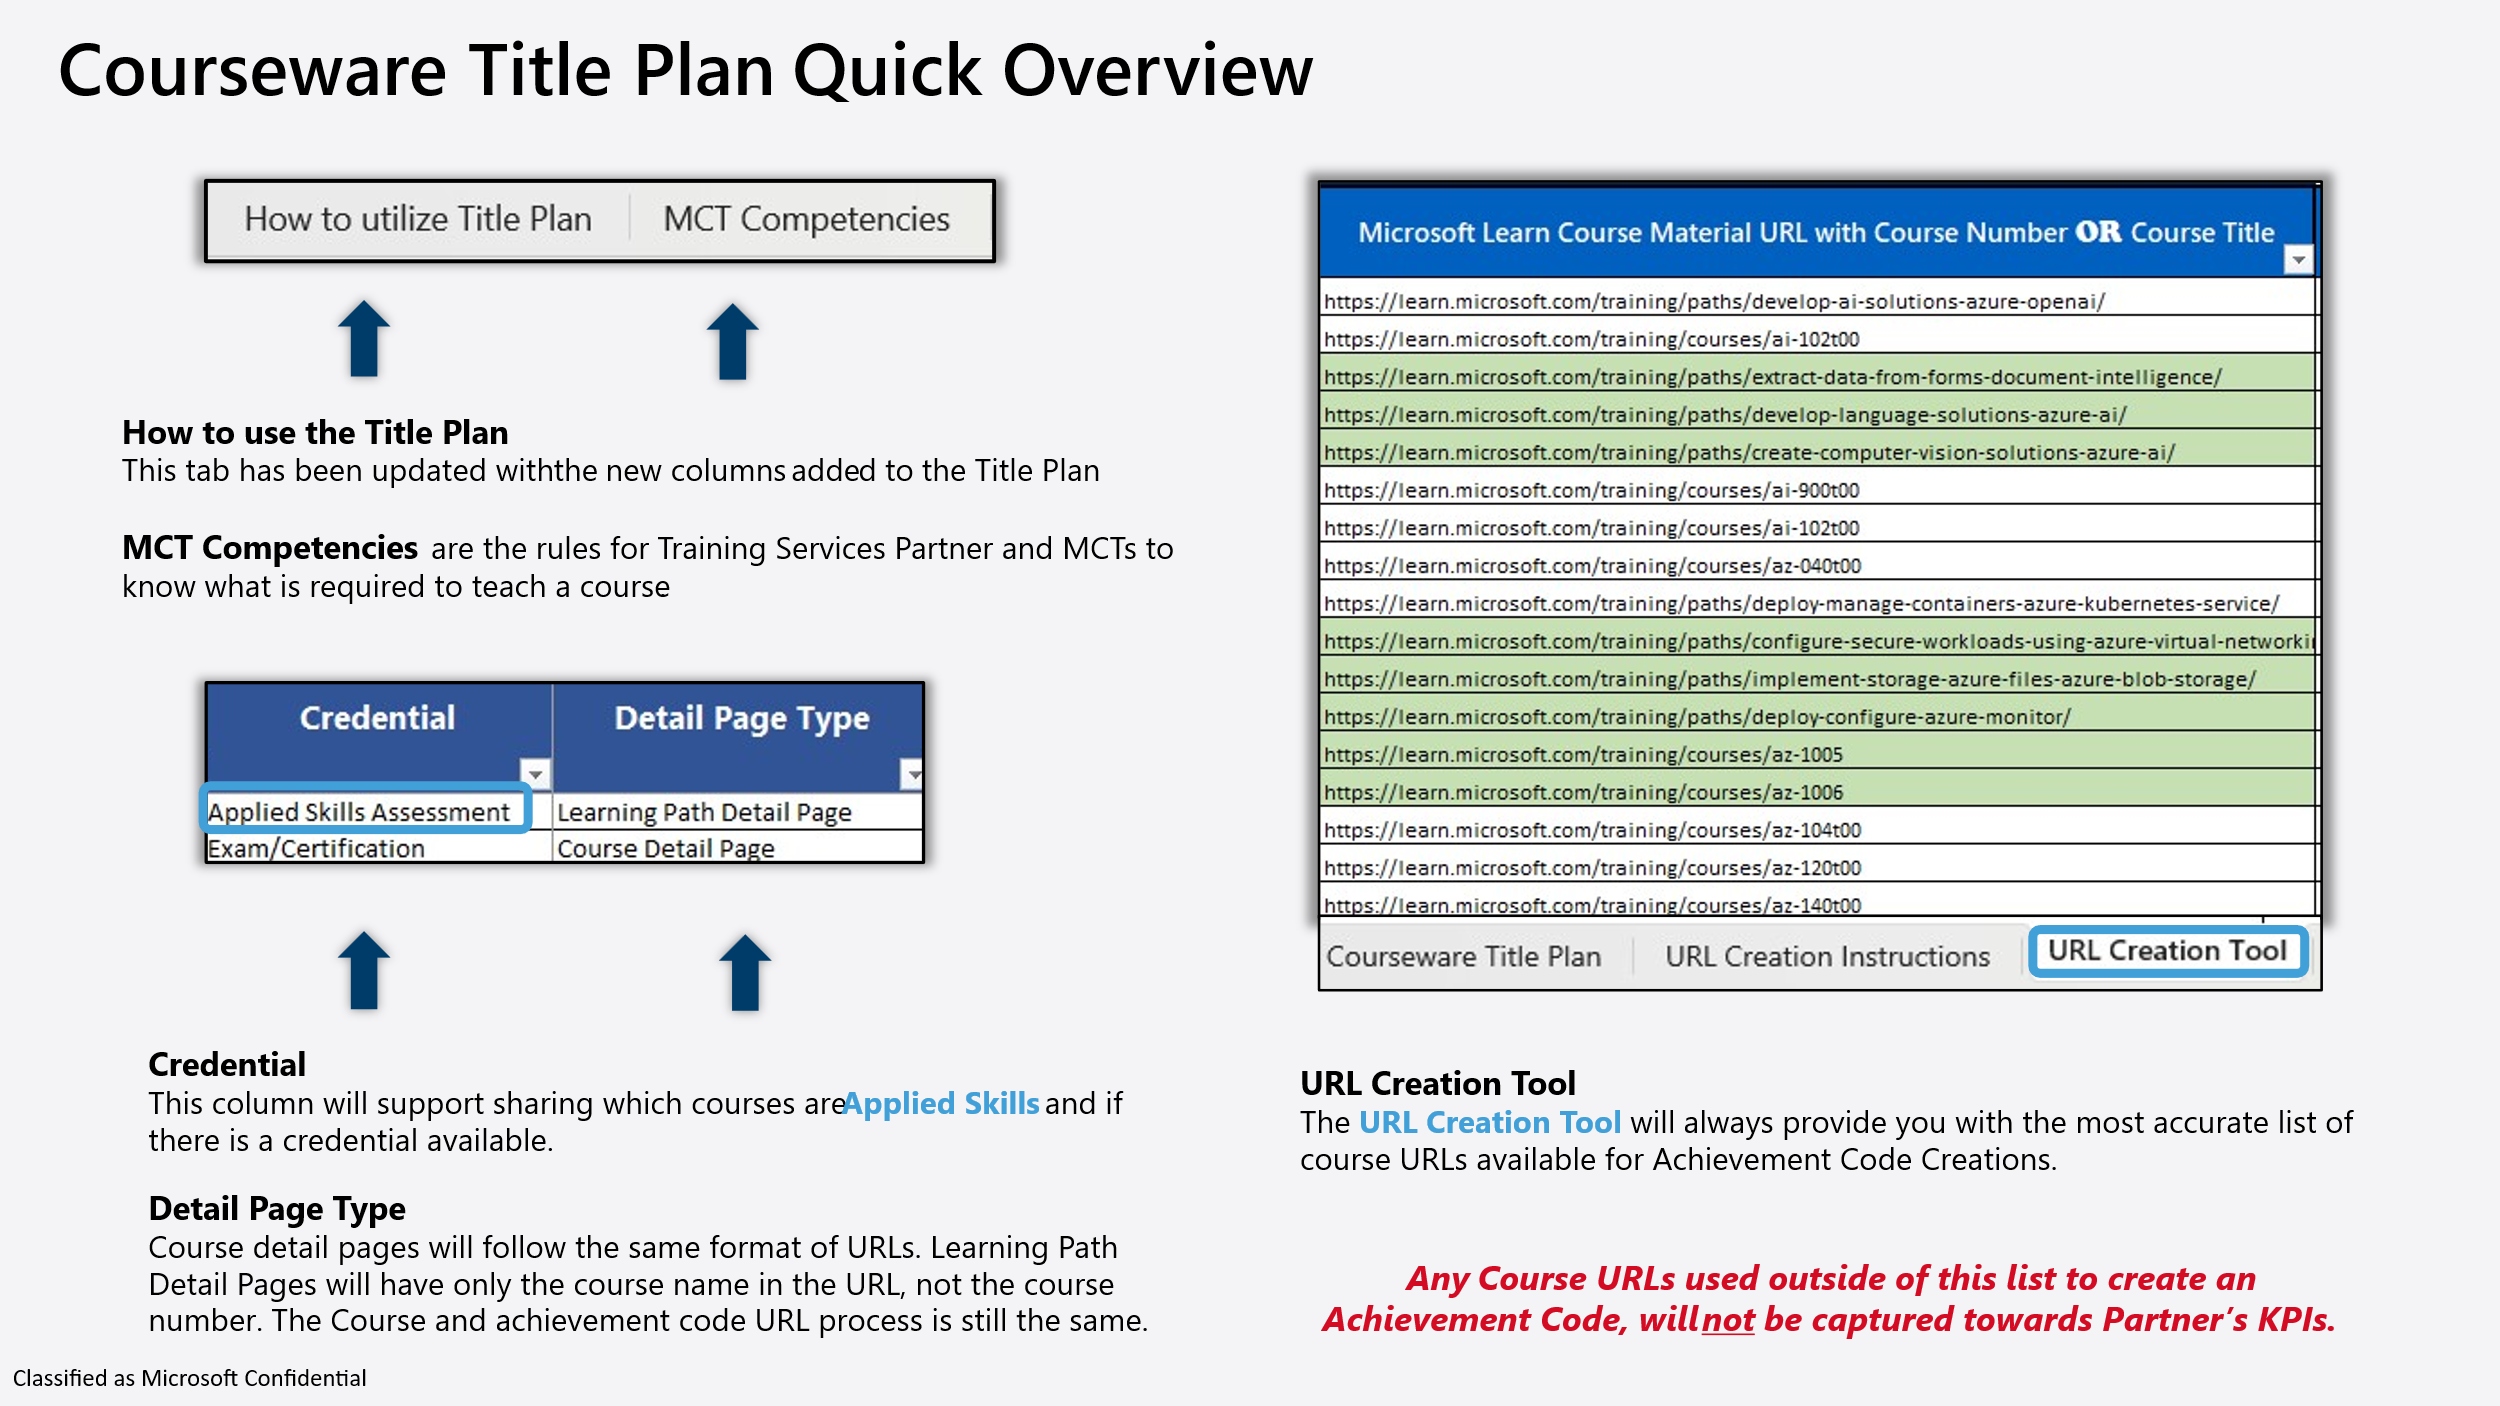 Courseware Title Plan Quick Overview
How to utilize Title Plan
MCT Competencies
How to use the Title Plan
This tab has been updated withthe new columns added to the Title Plan
MCT Competencies are the rules for Training Services Partner and MCTs to
know what is required to teach a course
Credential
Detail Page Type
Applied Skills Assessment
Learning Path Detail Page
Exam/Certification
Course Detail Page
Credential
This column will support sharing which courses areApplied Skills and if
there is a credential available.
Detail Page Type
Course detail pages will follow the same format of URLs. Learning Path
Detail Pages will have only the course name in the URL, not the course
number. The Course and achievement code URL process is still the same.
Microsoft Learn Course Material URL with Course Number OR Course Title
https://learn.microsoft.com/training/paths/develop-ai-solutions-azure-openai/
https://learn.microsoft.com/training/courses/ai-102t00
https://learn.microsoft.com/training/paths/extract-data-from-forms-document-intelligence/
https://learn.microsoft.com/training/paths/develop-language-solutions-azure-ai/
https://learn.microsoft.com/training/paths/create-computer-vision-solutions-azure-ai/
https://learn.microsoft.com/training/courses/ai-900t00
https://learn.microsoft.com/training/courses/ai-102t00
https://learn.microsoft.com/training/courses/az-040t00
https://learn.microsoft.com/training/paths/deploy-manage-containers-azure-kubernetes-service/
https://learn.microsoft.com/training/paths/configure-secure-workloads-using-azure-virtual-networki
https://learn.microsoft.com/training/paths/implement-storage-azure-files-azure-blob-storage/
https://learn.microsoft.com/training/paths/deploy-configure-azure-monitor/
https://learn.microsoft.com/training/courses/az-1005
https://learn.microsoft.com/training/courses/az-1006
https://learn.microsoft.com/training/courses/az-104t00
https://learn.microsoft.com/training/courses/az-120t00
https://learn.microsoft.com/training/courses/az-140t00
Courseware Title Plan
URL Creation Instructions
URL Creation Tool
URL Creation Tool
The URL Creation Tool will always provide you with the most accurate list of
course URLs available for Achievement Code Creations.
Any Course URLs used outside of this list to create an
Achievement Code, will not be captured towards Partner's KPIs.
Classified as Microsoft Confidential